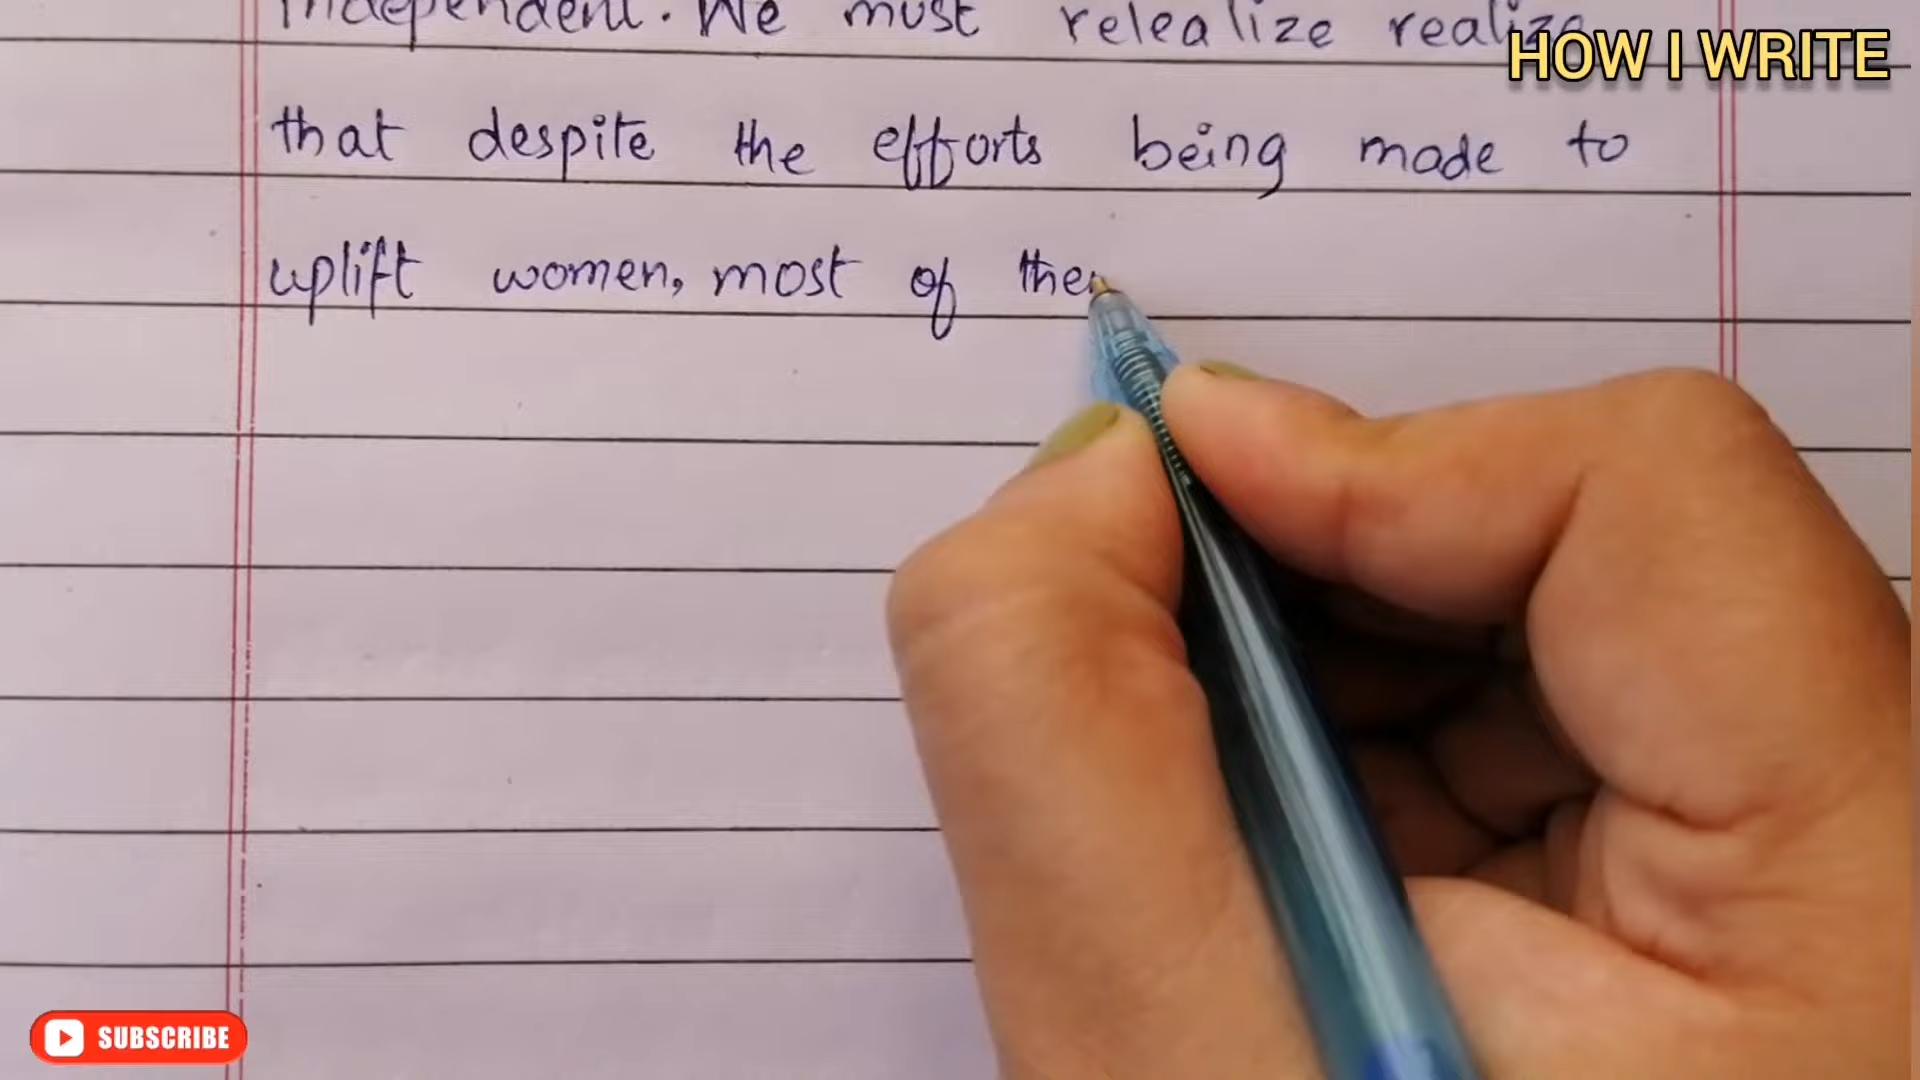 independent. We must relealize realize
HOW I WRITE
that despite the efforts being made to
uplift women, most of the
SUBSCRIBE